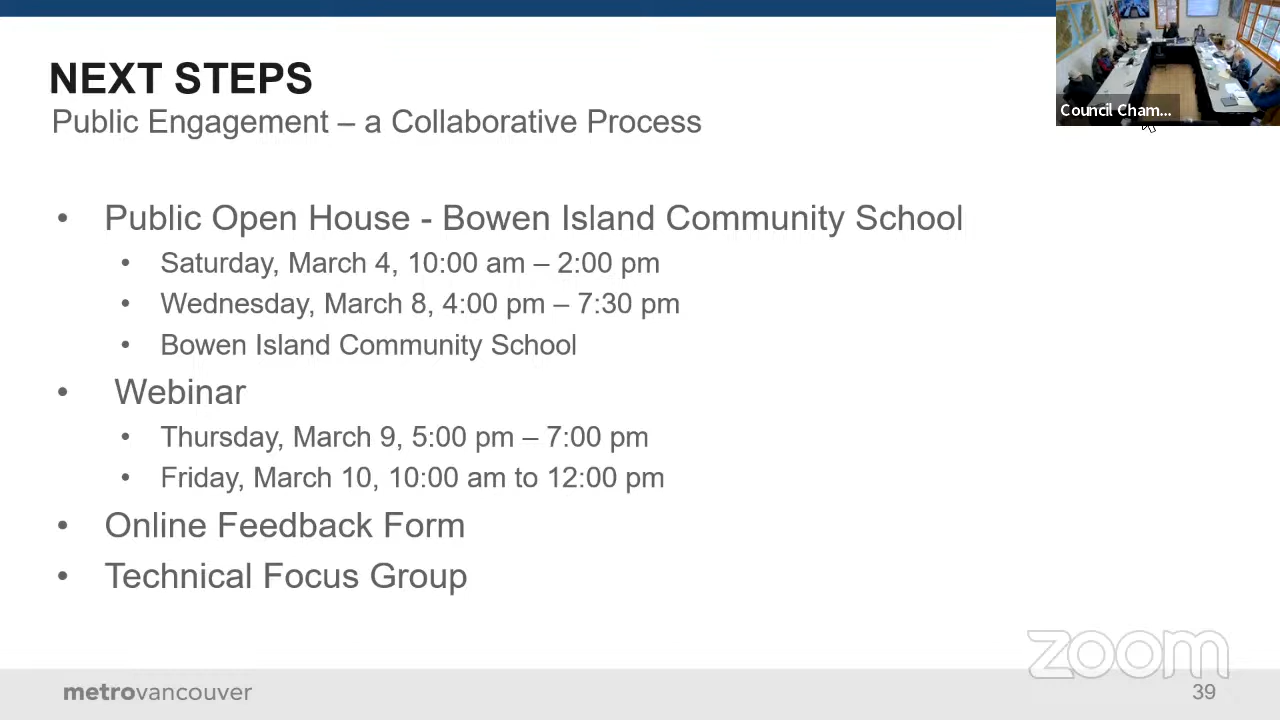 NEXT STEPS
Public Engagement – a Collaborative Process
Council Cham...
• Public Open House - Bowen Island Community School
• Saturday, March 4, 10:00 am – 2:00 pm
• Wednesday, March 8, 4:00 pm – 7:30 pm
• Bowen Island Community School
• Webinar
• Thursday, March 9, 5:00 pm – 7:00 pm
• Friday, March 10, 10:00 am to 12:00 pm
• Online Feedback Form
• Technical Focus Group
zoom
metrovancouver
39